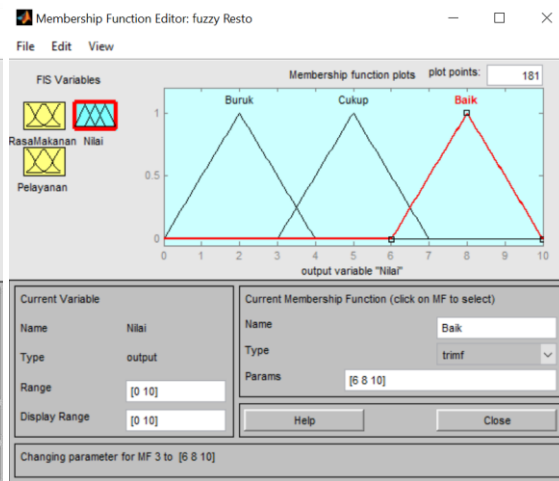 Membership Function Editor: fuzzy Resto
File Edit View
FIS Variables
RasaMakanan Nilai
Pelayanan
Membership function plots plot points: 181
Buruk Cukup Baik
1
0.5
0
0 1 2 3 4 5 6 7 8 9 10
output variable "Nilai"
Current Variable
Name Nilai
Type output
Range [0 10]
Display Range [0 10]
Current Membership Function (click on MF to select)
Name Baik
Type trimf
Params [6 8 10]
Help Close
Changing parameter for MF 3 to [6 8 10]